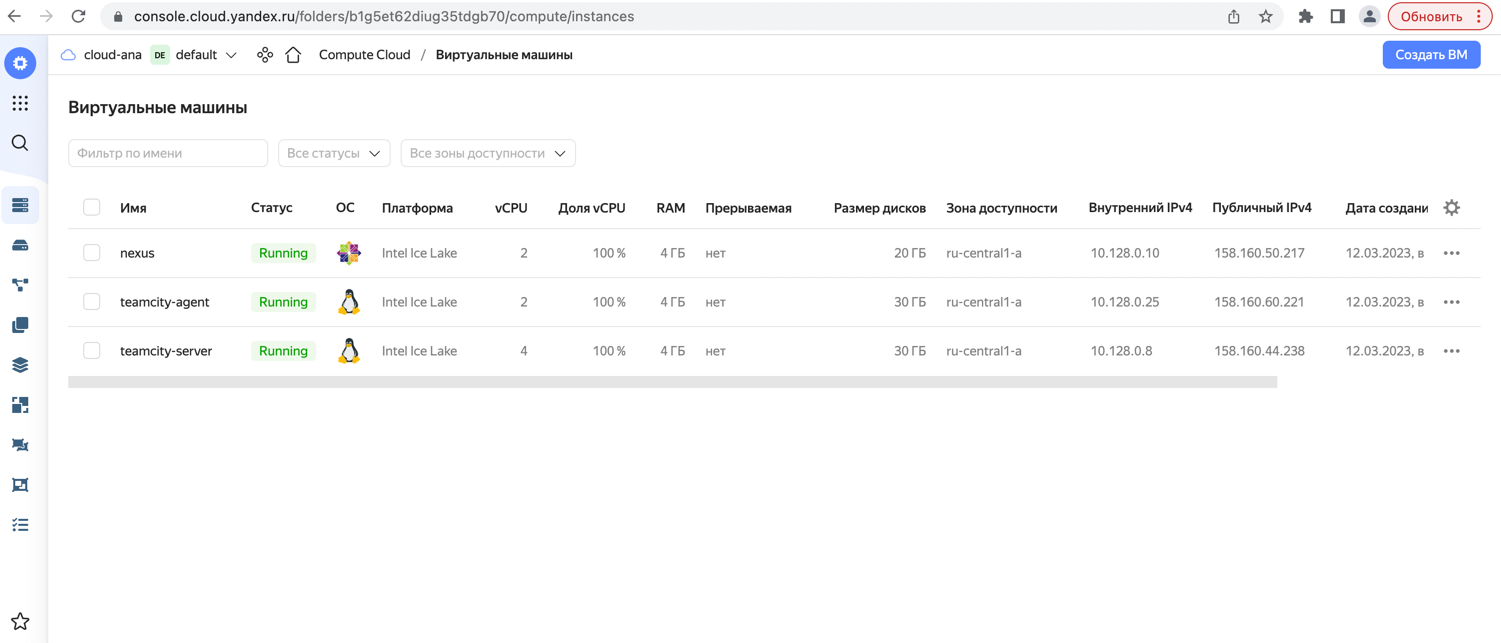 console.cloud.yandex.ru/folders/b1g5et62diug35tdgb70/compute/instances
Обновить
cloud-ana DE default Compute Cloud / Виртуальные машины
Создать ВМ
Виртуальные машины
Фильтр по имени Все статусы Все зоны доступности
Имя Статус ОС Платформа vCPU Доля vCPU RAM Прерываемая Размер дисков Зона доступности Внутренний IPv4 Публичный IPv4 Дата создани
nexus Running Intel Ice Lake 2 100 % 4 ГБ нет 20 ГБ ru-central1-a 10.128.0.10 158.160.50.217 12.03.2023, в
teamcity-agent Running Intel Ice Lake 2 100 % 4 ГБ нет 30 ГБ ru-central1-a 10.128.0.25 158.160.60.221 12.03.2023, в
teamcity-server Running Intel Ice Lake 4 100 % 4 ГБ нет 30 ГБ ru-central1-a 10.128.0.8 158.160.44.238 12.03.2023, в